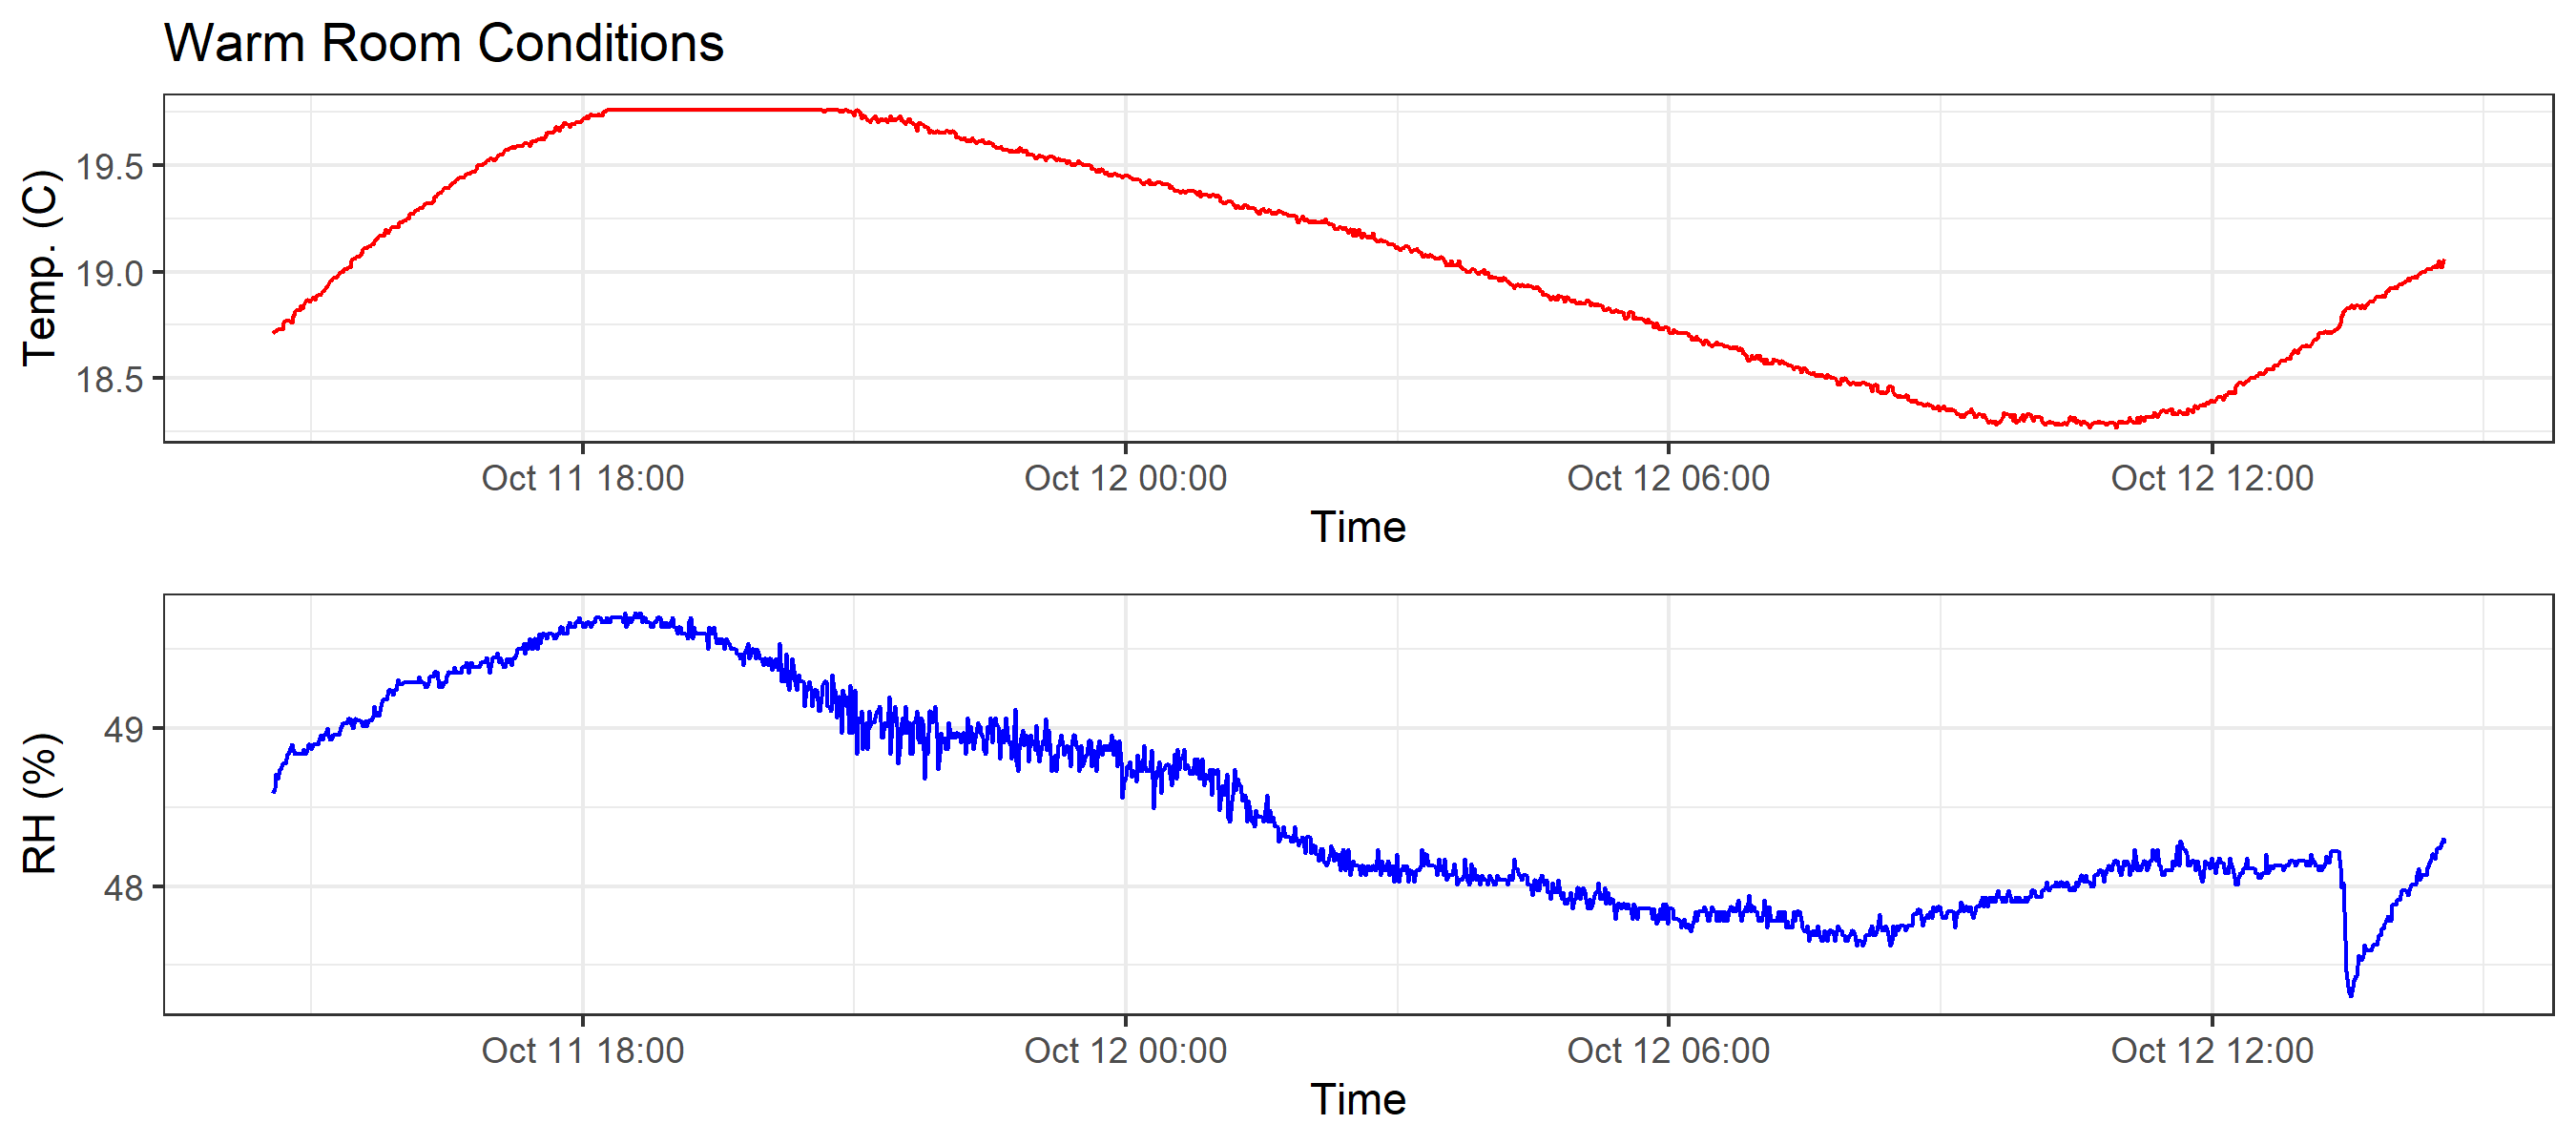 Warm Room Conditions
Temp. (C)
19.5
19.0
18.5
Oct 11 18:00 Oct 12 00:00 Oct 12 06:00 Oct 12 12:00
Time
RH (%)
49
48
Oct 11 18:00 Oct 12 00:00 Oct 12 06:00 Oct 12 12:00
Time